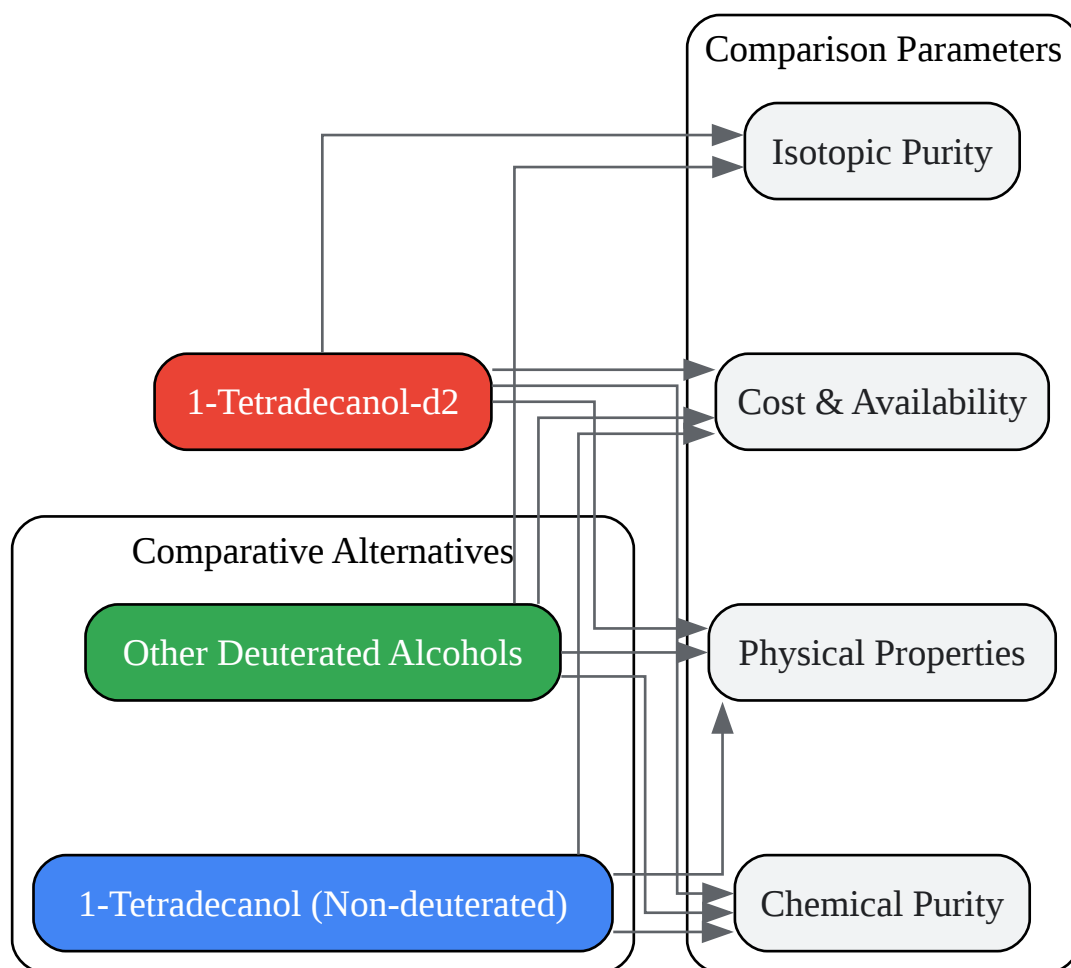 Comparison Parameters
Isotopic Purity
1-Tetradecanol-d2
Cost & Availability
Comparative Alternatives
Other Deuterated Alcohols
Physical Properties
1-Tetradecanol (Non-deuterated)
Chemical Purity